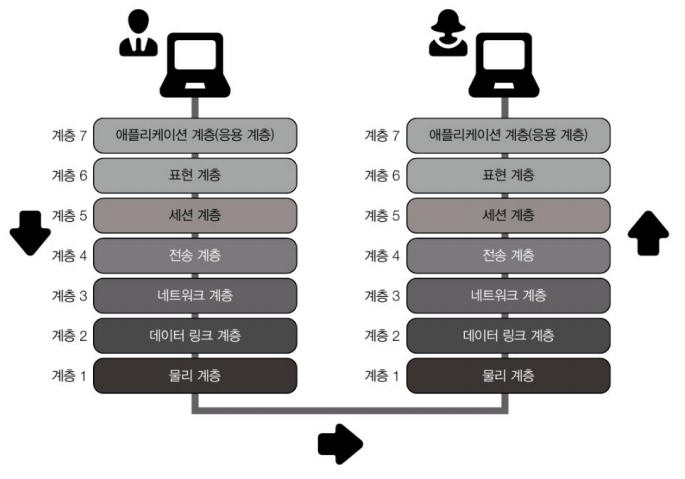 계층 7 애플리케이션 계층(응용 계층) 계층 7 애플리케이션 계층(응용 계층)
계층 6 표현 계층 계층 6 표현 계층
계층 5 세션 계층 계층 5 세션 계층
계층 4 전송 계층 계층 4 전송 계층
계층 3 네트워크 계층 계층 3 네트워크 계층
계층 2 데이터 링크 계층 계층 2 데이터 링크 계층
계층 1 물리 계층 계층 1 물리 계층